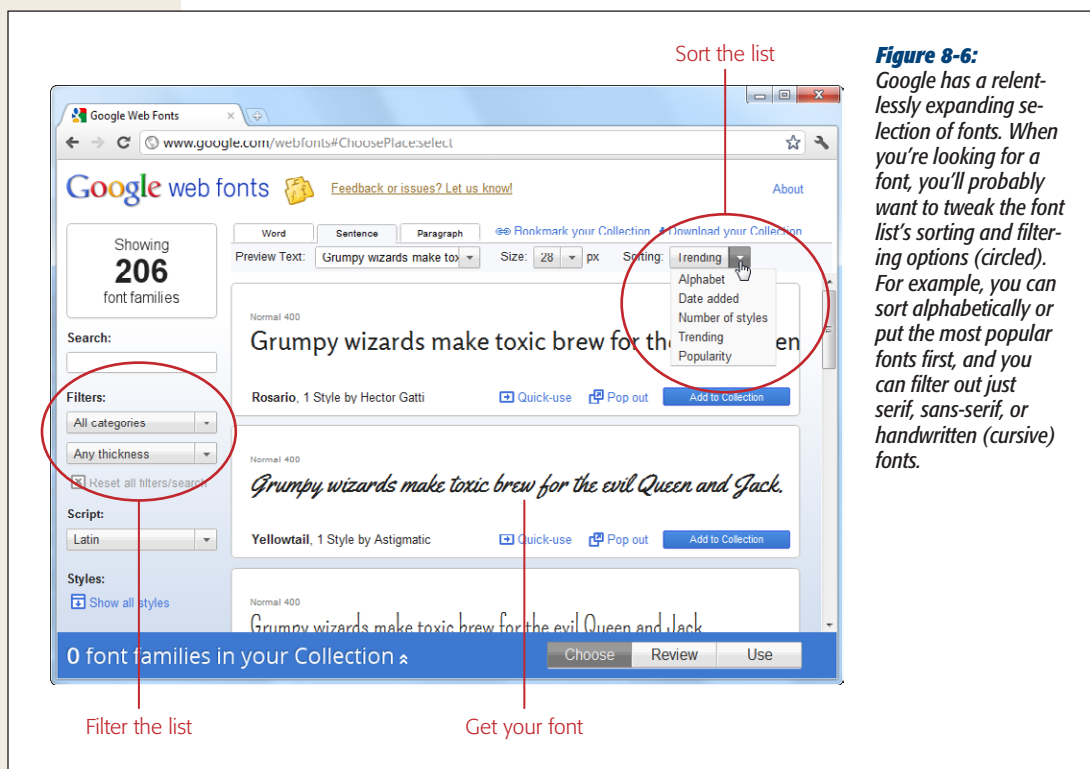 Sort the list
Figure 8-6:
Google has a relent-
lessly expanding se-
lection of fonts. When
you're looking for a
font, you'll probably
want to tweak the font
list's sorting and filter-
ing options (circled).
For example, you can
sort alphabetically or
put the most popular
fonts first, and you
can filter out just
serif, sans-serif, or
handwritten (cursive)
fonts.
Google Web Fonts
www.google.com/webfonts#ChoosePlace:select
Google web fonts Feedback or issues? Let us know! About
Showing
206
font families
Word Sentence Paragraph Bookmark your Collection Download your Collection
Preview Text: Grumpy wizards make tox Size: 28 px Sorting: Trending
Alphabet
Date added
Number of styles
Trending
Popularity
Search:
Filters:
All categories
Any thickness
Reset all filters/search
Script:
Latin
Styles:
Show all styles
Normal 400
Grumpy wizards make toxic brew for the en
Rosario, 1 Style by Hector Gatti Quick-use Pop out Add to Collection
Normal 400
Grumpy wizards make toxic brew for the evil Queen and Jack.
Yellowtail, 1 Style by Astigmatic Quick-use Pop out Add to Collection
Normal 400
Grumpy wizards make toxic brew for the evil Queen and Jack
0 font families in your Collection Choose Review Use
Filter the list
Get your font